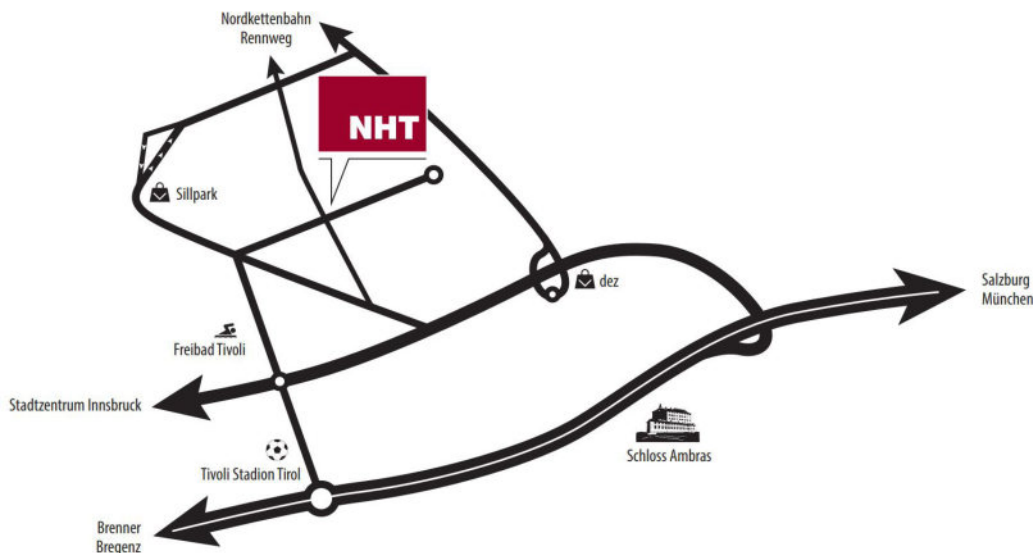 Nordkettenbahn
Rennweg
NHT
Sillpark
dez
Salzburg
München
Freibad Tivoli
Stadtzentrum Innsbruck
Tivoli Stadion Tirol
Schloss Ambras
Brenner
Bregenz